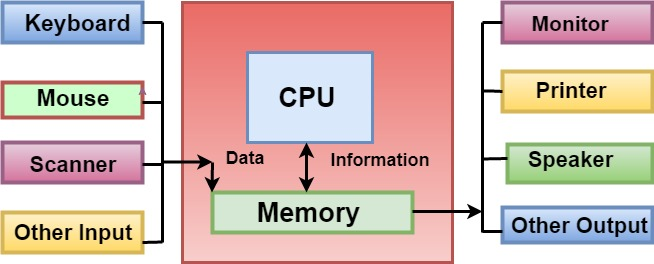 Keyboard
Mouse
Scanner
Other Input
CPU
Data
Information
Memory
Monitor
Printer
Speaker
Other Output